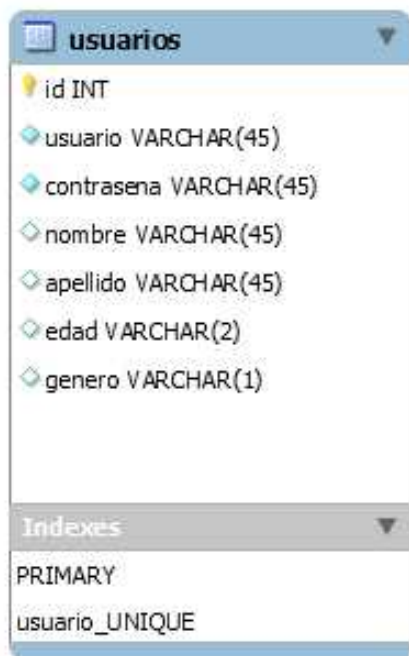 usuarios
id INT
usuario VARCHAR(45)
contrasena VARCHAR(45)
nombre VARCHAR(45)
apellido VARCHAR(45)
edad VARCHAR(2)
genero VARCHAR(1)
Indexes
PRIMARY
usuario_UNIQUE